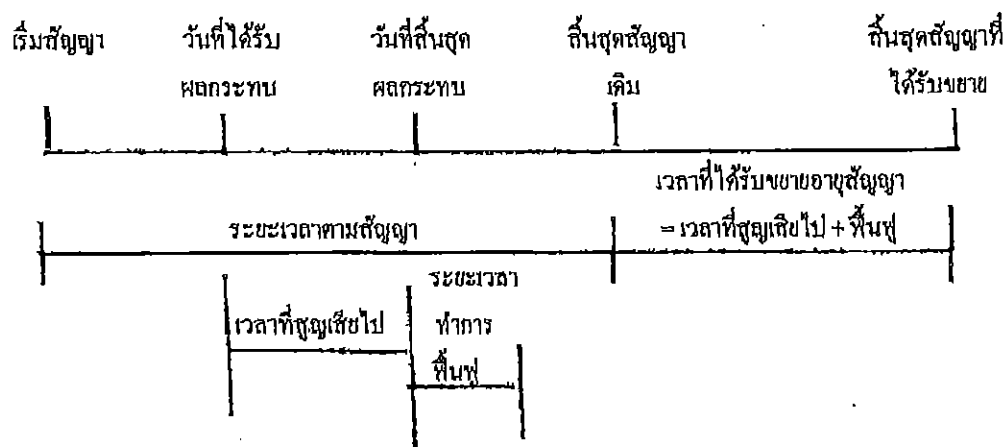 เริ่มสัญญา วันที่ได้รับ วันที่สิ้นสุด สิ้นสุดสัญญา สิ้นสุดสัญญาที่
ผลกระทบ ผลกระทบ เดิม ได้รับขยาย
เวลาที่ได้รับขยายอายุสัญญา
ระยะเวลาตามสัญญา = เวลาที่สูญเสียไป + ฟื้นฟู
ระยะเวลา
เวลาที่สูญเสียไป ทำการ
ฟื้นฟู